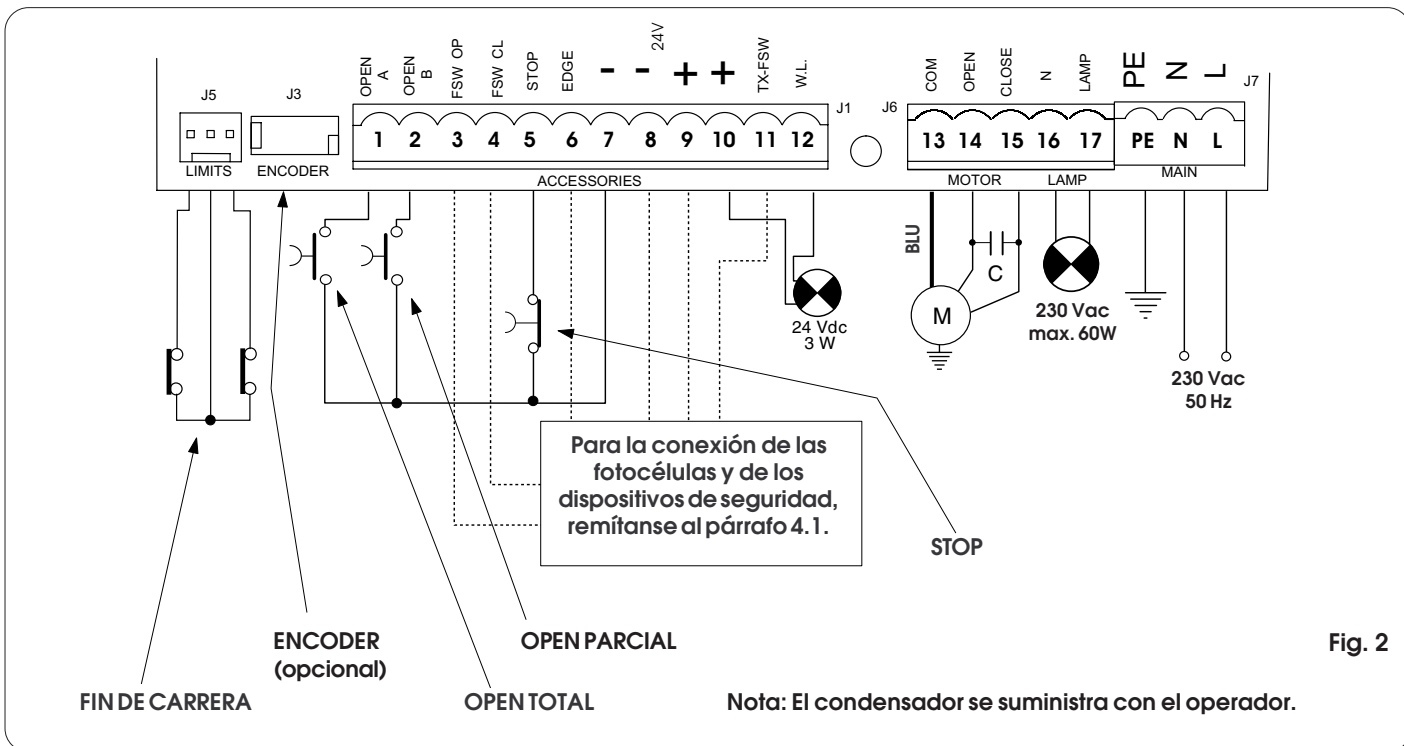 OPEN A
OPEN B
FSW OP
FSW CL
STOP
EDGE
-
-
24V
+
+
TX-FSW
W.L.
COM
OPEN
CLOSE
N
LAMP
PE
N
L
J5
J3
J1
J6
J7
1 2 3 4 5 6 7 8 9 10 11 12
13 14 15 16 17
PE N L
LIMITS
ENCODER
ACCESSORIES
MOTOR
LAMP
MAIN
BLU
C
M
24 Vdc
3 W
230 Vac
max. 60W
230 Vac
50 Hz
Para la conexión de las
fotocélulas y de los
dispositivos de seguridad,
remítanse al párrafo 4.1.
STOP
ENCODER
(opcional)
OPEN PARCIAL
Fig. 2
FIN DE CARRERA
OPEN TOTAL
Nota: El condensador se suministra con el operador.